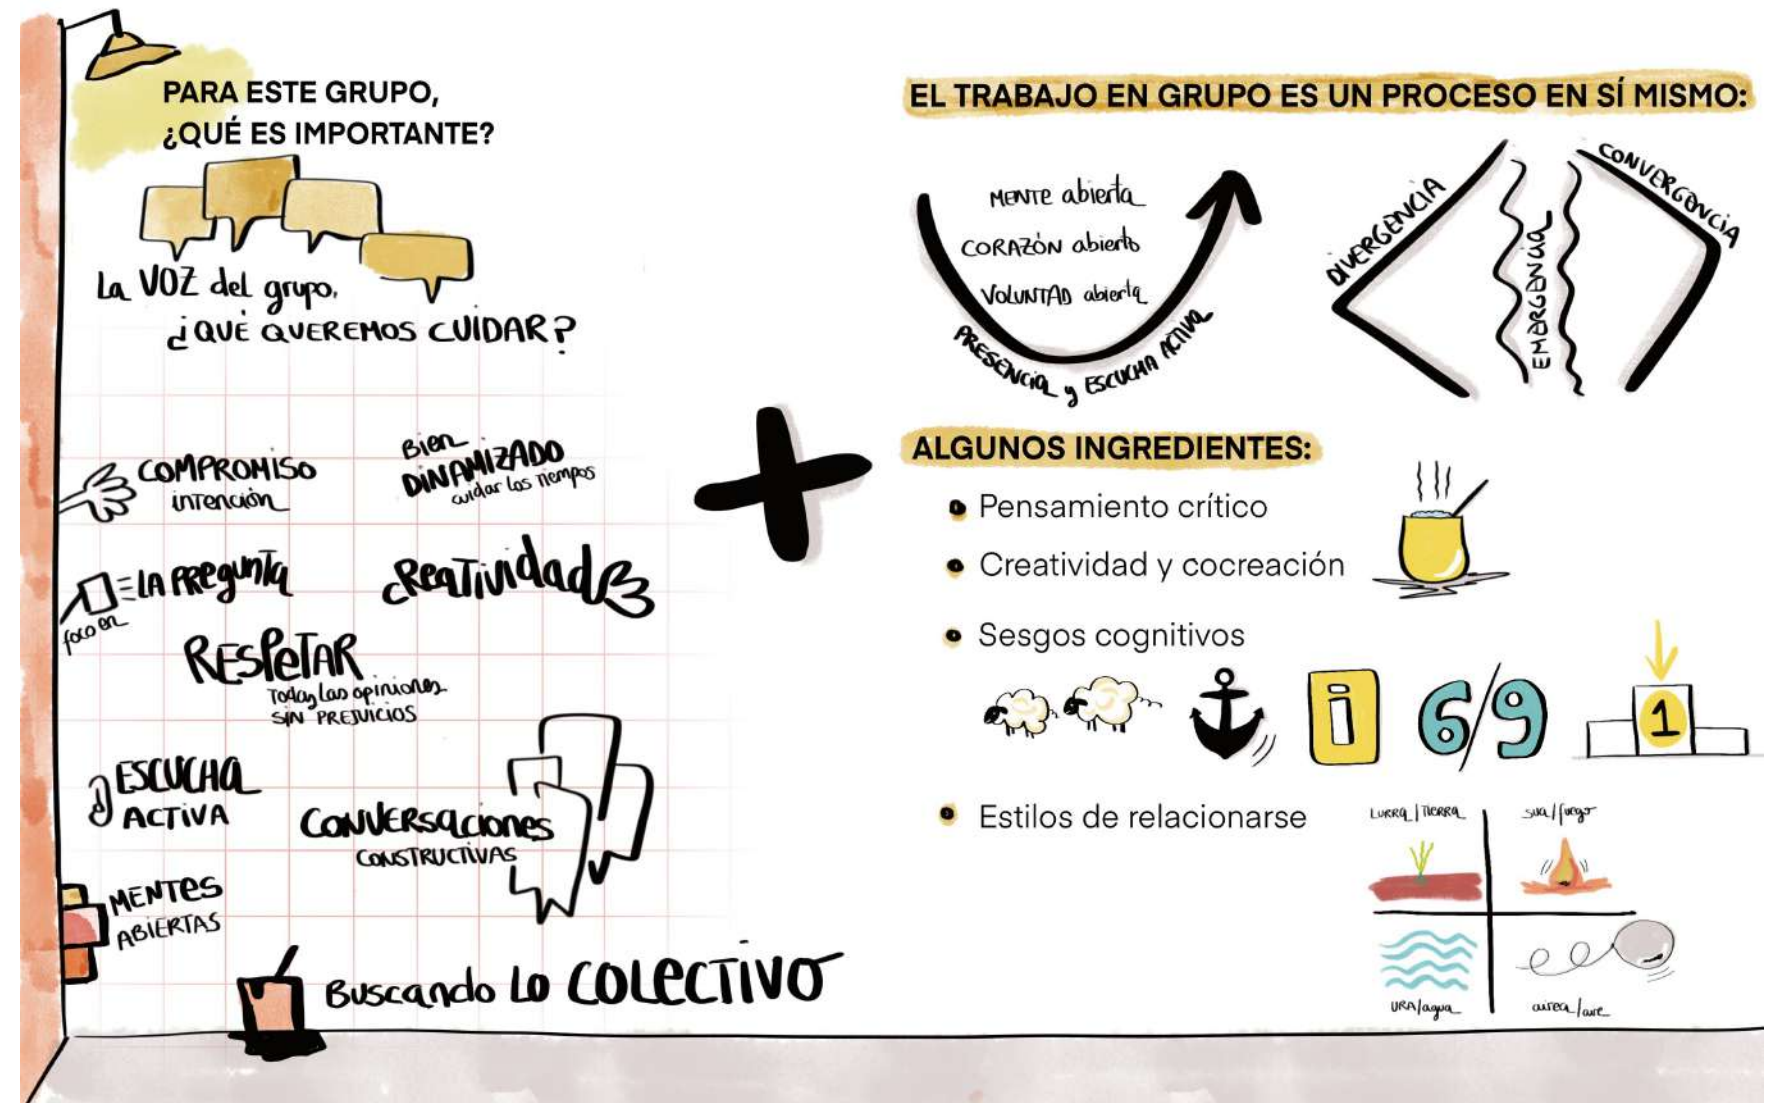 PARA ESTE GRUPO,
¿QUÉ ES IMPORTANTE?
La VOZ del grupo.
¿QUÉ QUEREMOS CUIDAR?
COMPROMISO
intención
Bien
DINAMIZADO
cuidar los tiempos
foco en
LA PREGUNTA
CREATIVIDAD
RESPETAR
Todas las opiniones
SIN PREJUICIOS
ESCUCHA
ACTIVA
CONVERSACIONES
CONSTRUCTIVAS
MENTES
ABIERTAS
Buscando LO COLECTIVO
EL TRABAJO EN GRUPO ES UN PROCESO EN SÍ MISMO:
MENTE abierta
CORAZÓN abierto
VOLUNTAD abierta
PRESENCIA y ESCUCHA ACTIVA
DIVERGENCIA
EMERGENCIA
CONVERGENCIA
ALGUNOS INGREDIENTES:
Pensamiento crítico
Creatividad y cocreación
Sesgos cognitivos
i
6/9
1
Estilos de relacionarse
LURRA/TIERRA
sua/fuego
URA/agua
airea/aire